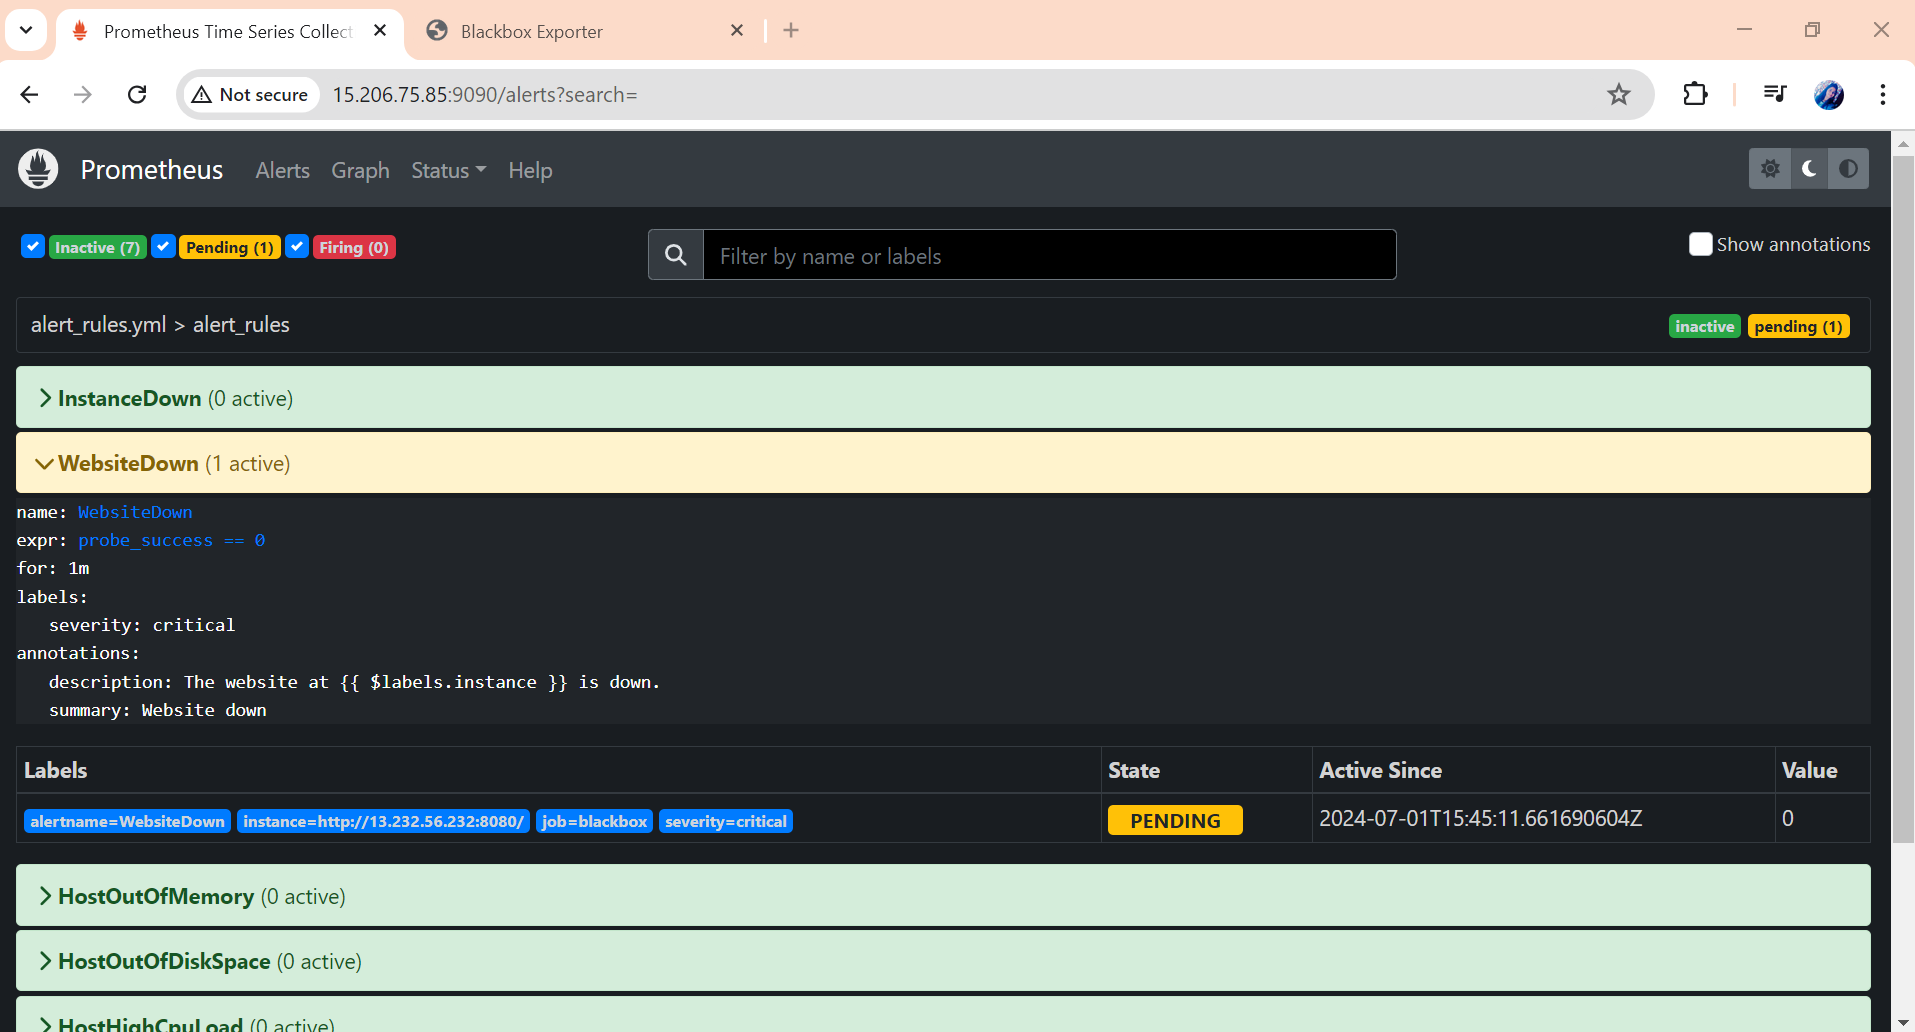 Prometheus Time Series Collect
Blackbox Exporter
Not secure
15.206.75.85:9090/alerts?search=
Prometheus Alerts Graph Status Help
Inactive (7) Pending (1) Firing (0)
Filter by name or labels
Show annotations
alert_rules.yml > alert_rules
inactive pending (1)
InstanceDown (0 active)
WebsiteDown (1 active)
name: WebsiteDown
expr: probe_success == 0
for: 1m
labels:
severity: critical
annotations:
description: The website at {{ $labels.instance }} is down.
summary: Website down
Labels State Active Since Value
alertname=WebsiteDown instance=http://13.232.56.232:8080/ job=blackbox severity=critical PENDING 2024-07-01T15:45:11.661690604Z 0
HostOutOfMemory (0 active)
HostOutOfDiskSpace (0 active)
HostHighCpuLoad (0 active)